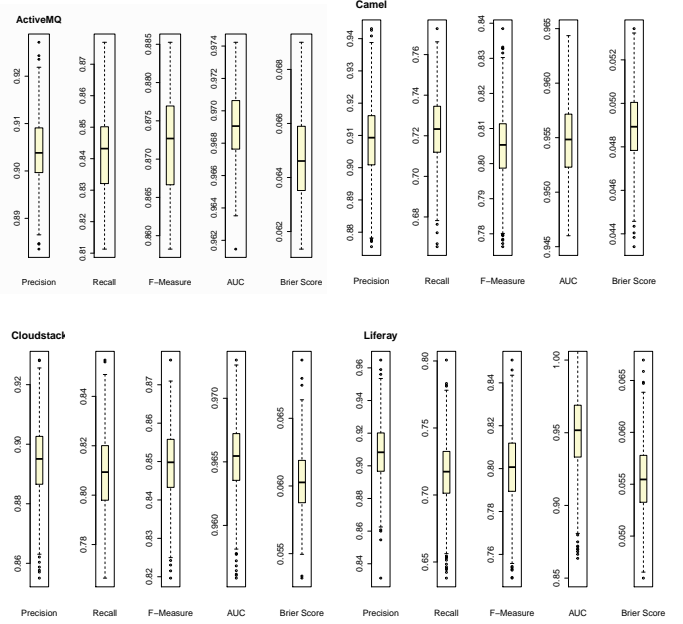 ActiveMQ
0.89 0.90 0.91 0.92
0.81 0.82 0.83 0.84 0.85 0.86 0.87
0.860 0.865 0.870 0.875 0.880 0.885
0.962 0.964 0.966 0.968 0.970 0.972 0.974
0.062 0.064 0.066 0.068
Precision Recall F−Measure AUC Brier Score
Camel
0.88 0.89 0.90 0.91 0.92 0.93 0.94
0.68 0.70 0.72 0.74 0.76
0.77 0.78 0.79 0.80 0.81 0.82 0.83 0.84
0.945 0.950 0.955 0.960 0.965
0.044 0.046 0.048 0.050 0.052
Precision Recall F−Measure AUC Brier Score
Cloudstack
0.86 0.88 0.90 0.92
0.78 0.80 0.82 0.84
0.82 0.83 0.84 0.85 0.86 0.87
0.960 0.965 0.970
0.055 0.060 0.065
Precision Recall F−Measure AUC Brier Score
Liferay
0.84 0.86 0.88 0.90 0.92 0.94 0.96
0.65 0.70 0.75 0.80
0.76 0.78 0.80 0.82 0.84
0.85 0.90 0.95 1.00
0.050 0.055 0.060 0.065
Precision Recall F−Measure AUC Brier Score